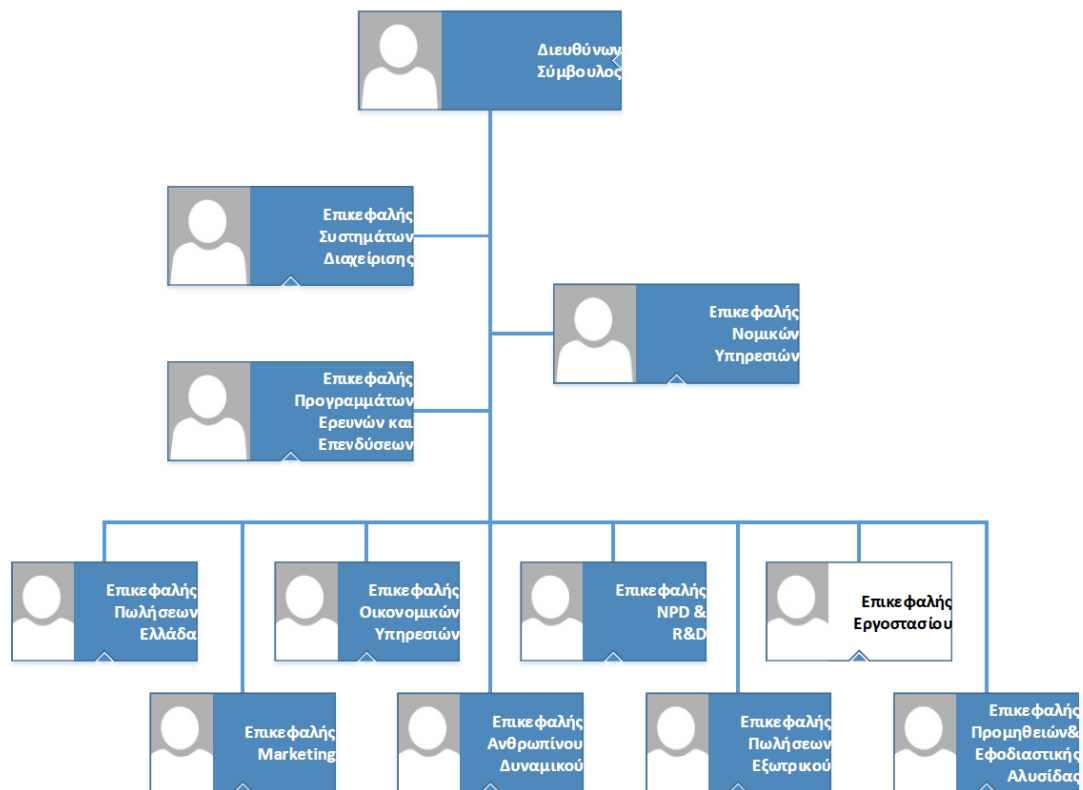 Διευθύνων
Σύμβουλος
Επικεφαλής
Συστημάτων
Διαχείρισης
Επικεφαλής
Νομικών
Υπηρεσιών
Επικεφαλής
Προγραμμάτων
Ερευνών και
Επενδύσεων
Επικεφαλής
Πωλήσεων
Ελλάδα
Επικεφαλής
Οικονομικών
Υπηρεσιών
Επικεφαλής
NPD &
R&D
Επικεφαλής
Εργοστασίου
Επικεφαλής
Marketing
Επικεφαλής
Ανθρωπίνου
Δυναμικού
Επικεφαλής
Πωλήσεων
Εξωτρικού
Επικεφαλής
Προμηθειών&
Εφοδιαστικής
Αλυσίδας